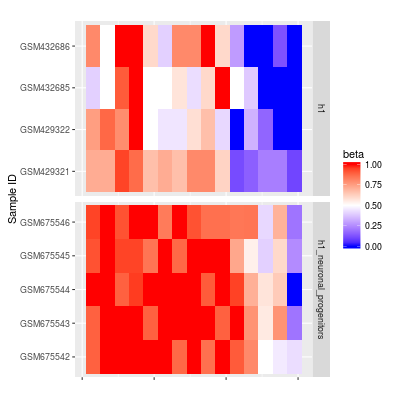 GSM432686
GSM432685
GSM429322
GSM429321
h1
GSM675546
GSM675545
GSM675544
GSM675543
GSM675542
h1_neuronal_progenitors
Sample ID
beta
1.00
0.75
0.50
0.25
0.00